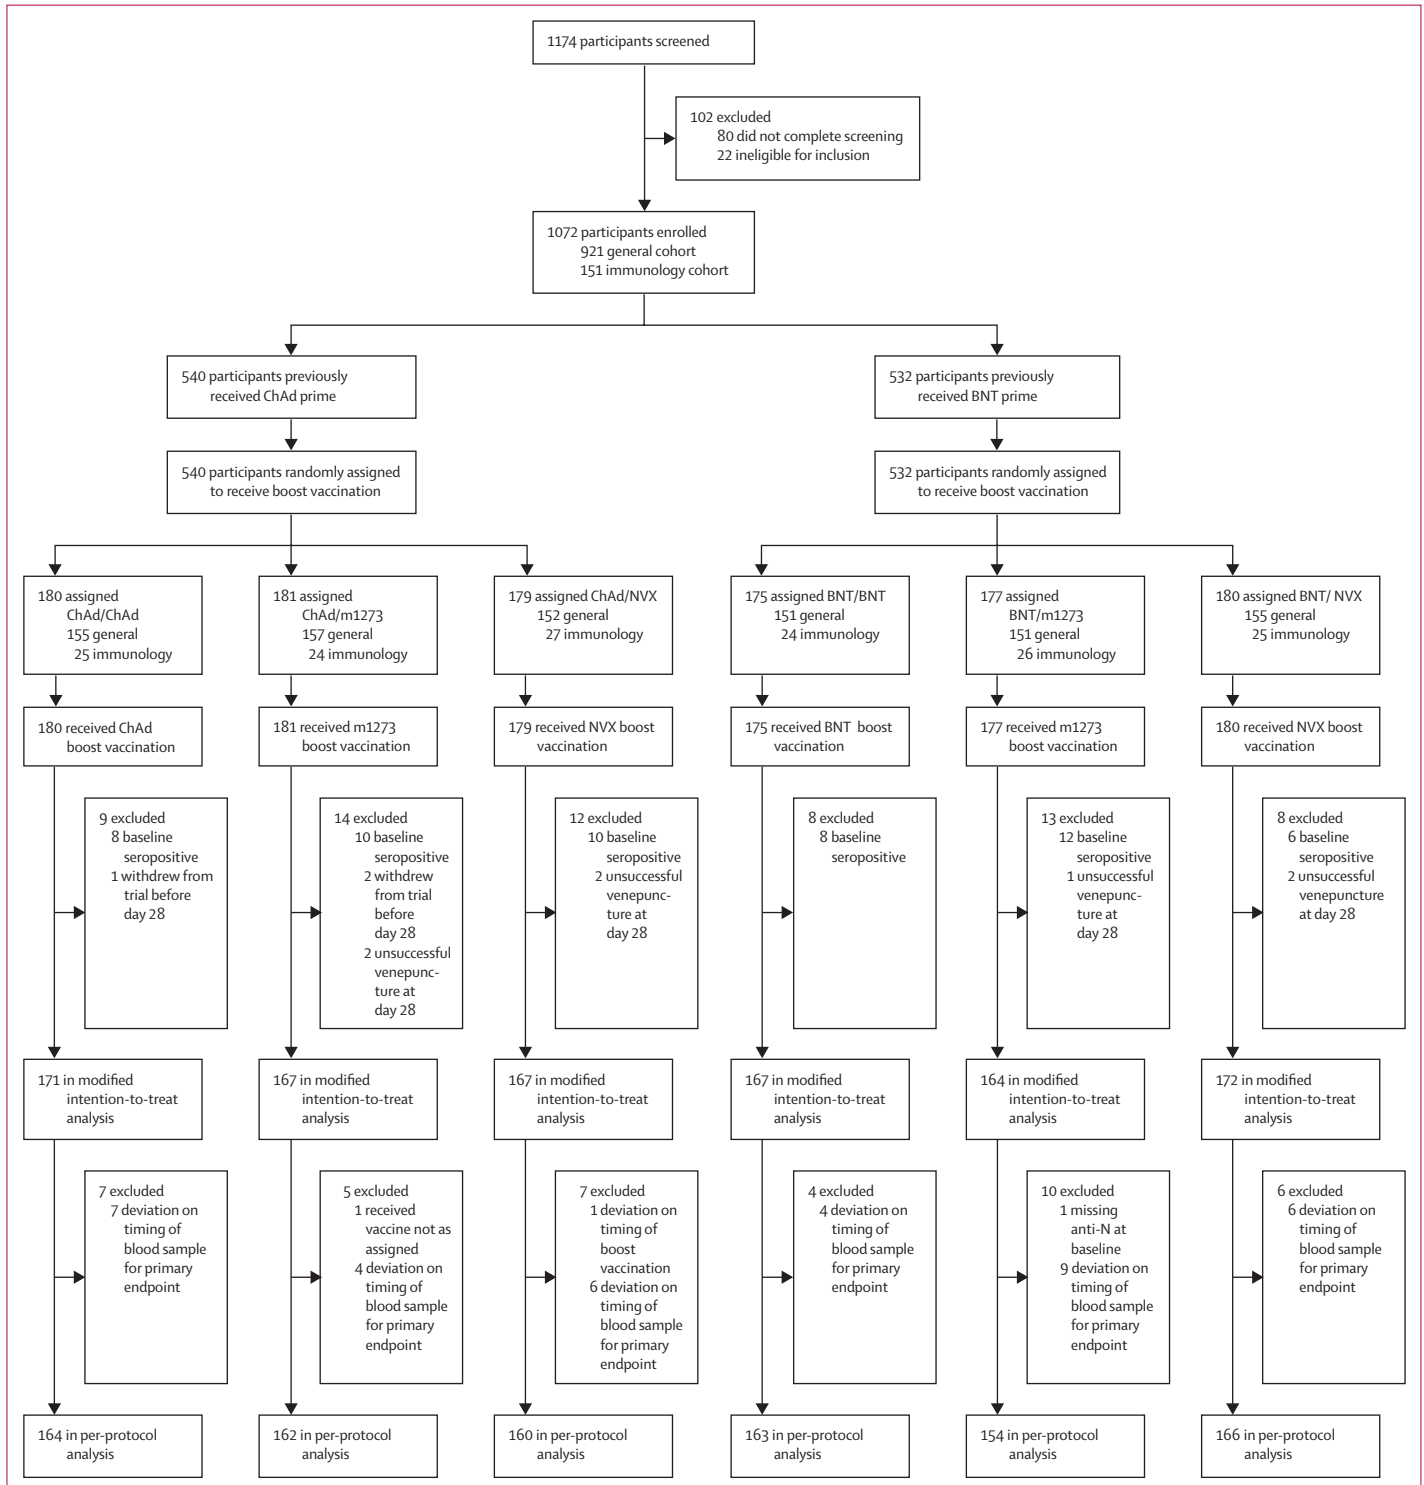 1174 participants screened
102 excluded
80 did not complete screening
22 ineligible for inclusion
1072 participants enrolled
921 general cohort
151 immunology cohort
540 participants previously
received ChAd prime
532 participants previously
received BNT prime
540 participants randomly assigned
to receive boost vaccination
532 participants randomly assigned
to receive boost vaccination
180 assigned
ChAd/ChAd
155 general
25 immunology
181 assigned
ChAd/m1273
157 general
24 immunology
179 assigned ChAd/NVX
152 general
27 immunology
175 assigned BNT/BNT
151 general
24 immunology
177 assigned
BNT/m1273
151 general
26 immunology
180 assigned BNT/ NVX
155 general
25 immunology
180 received ChAd
boost vaccination
181 received m1273
boost vaccination
179 received NVX boost
vaccination
175 received BNT boost
vaccination
177 received m1273
boost vaccination
180 received NVX boost
vaccination
9 excluded
8 baseline
seropositive
1 withdrew from
trial before
day 28
14 excluded
10 baseline
seropositive
2 withdrew
from trial
before
day 28
2 unsuccessful
venepunc-
ture at
day 28
12 excluded
10 baseline
seropositive
2 unsuccessful
venepunc-
ture at
day 28
8 excluded
8 baseline
seropositive
13 excluded
12 baseline
seropositive
1 unsuccessful
venepunc-
ture at
day 28
8 excluded
6 baseline
seropositive
2 unsuccessful
venepuncture
at day 28
171 in modified
intention-to-treat
analysis
167 in modified
intention-to-treat
analysis
167 in modified
intention-to-treat
analysis
167 in modified
intention-to-treat
analysis
164 in modified
intention-to-treat
analysis
172 in modified
intention-to-treat
analysis
7 excluded
7 deviation on
timing of
blood sample
for primary
endpoint
5 excluded
1 received
vaccine not as
assigned
4 deviation on
timing of
blood sample
for primary
endpoint
7 excluded
1 deviation on
timing of
boost
vaccination
6 deviation on
timing of
blood sample
for primary
endpoint
4 excluded
4 deviation on
timing of
blood sample
for primary
endpoint
10 excluded
1 missing
anti-N at
baseline
9 deviation on
timing of
blood sample
for primary
endpoint
6 excluded
6 deviation on
timing of
blood sample
for primary
endpoint
164 in per-protocol
analysis
162 in per-protocol
analysis
160 in per-protocol
analysis
163 in per-protocol
analysis
154 in per-protocol
analysis
166 in per-protocol
analysis